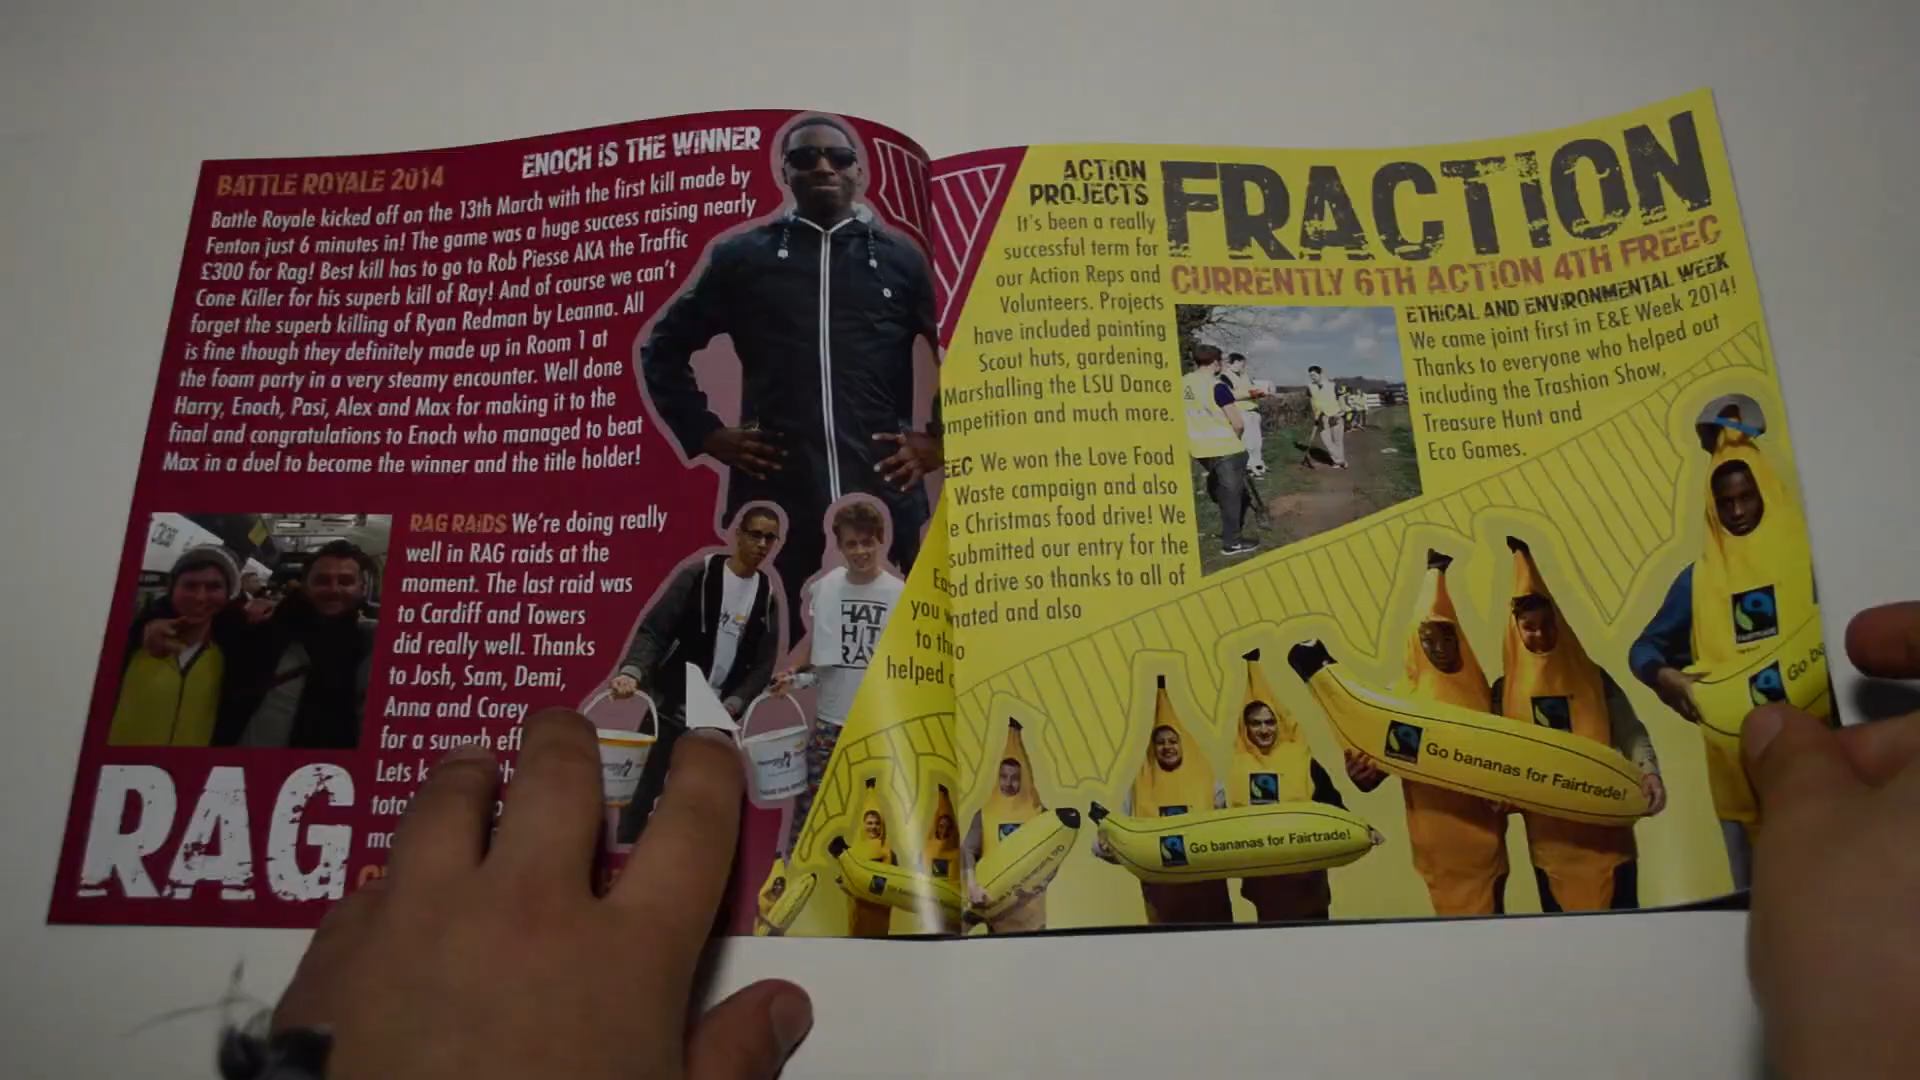 BATTLE ROYALE 2014
ENOCH IS THE WINNER
Battle Royale kicked off on the 13th March with the first kill made by
Fenton just 6 minutes in! The game was a huge success raising nearly
£300 for Rag! Best kill has to go to Rob Piesse AKA the Traffic
Cone Killer for his superb kill of Ray! And of course we can't
forget the superb killing of Ryan Redman by Leanna. All
is fine though they definitely made up in Room 1 at
the foam party in a very steamy encounter. Well done
Harry, Enoch, Pasi, Alex and Max for making it to the
final and congratulations to Enoch who managed to beat
Max in a duel to become the winner and the title holder!
RAG RAIDS We're doing really
well in RAG raids at the
moment. The last raid was
to Cardiff and Towers
did really well. Thanks
to Josh, Sam, Demi,
Anna and Corey
for a superb
Lets
RAG
ACTION
PROJECTS
It's been a really
successful term for
our Action Reps and
Volunteers. Projects
have included painting
Scout huts, gardening,
Marshalling the LSU Dance
and much more.
We won the Love Food
Waste campaign and also
Christmas food drive! We
submitted our entry for the
drive so thanks to all of
you
and also
to
helped
FRACTION
CURRENTLY 6TH ACTION 4TH FREEC
ETHICAL AND ENVIRONMENTAL WEEK
We came joint first in E&E Week 2014!
Thanks to everyone who helped out
including the Trashion Show,
Treasure Hunt and
Eco Games.
Go bananas for Fairtrade!
Go bananas for Fairtrade!
Go